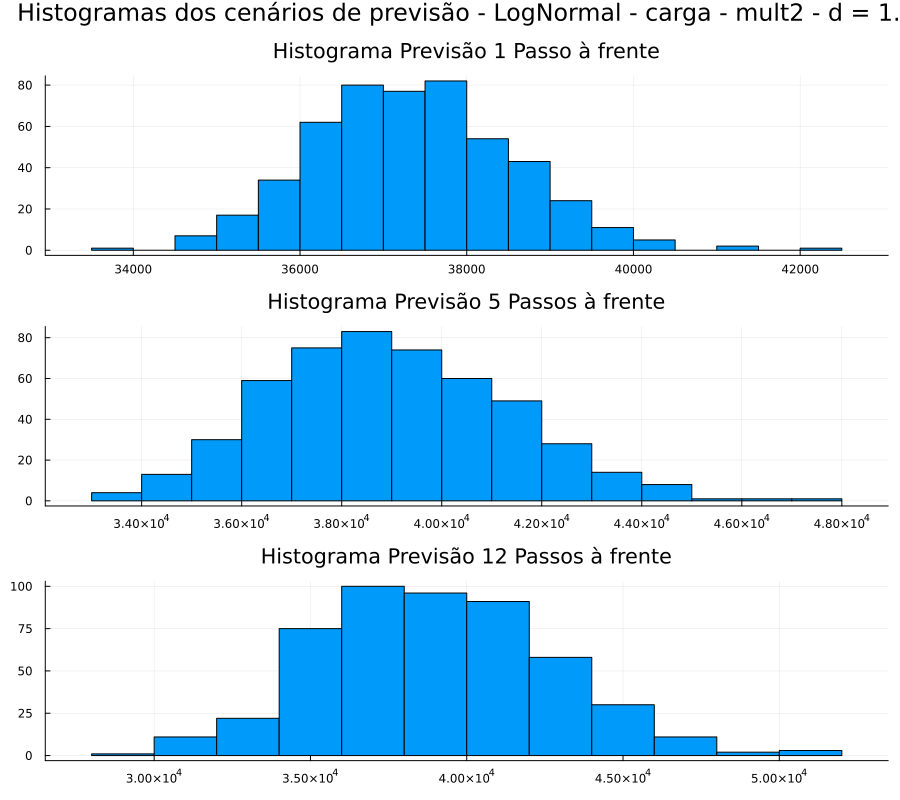 Histogramas dos cenários de previsão - LogNormal - carga - mult2 - d = 1.
Histograma Previsão 1 Passo à frente
80
60
40
20
0
34000 36000 38000 40000 42000
Histograma Previsão 5 Passos à frente
80
60
40
20
0
3.40×10⁴ 3.60×10⁴ 3.80×10⁴ 4.00×10⁴ 4.20×10⁴ 4.40×10⁴ 4.60×10⁴ 4.80×10⁴
Histograma Previsão 12 Passos à frente
100
75
50
25
0
3.00×10⁴ 3.50×10⁴ 4.00×10⁴ 4.50×10⁴ 5.00×10⁴